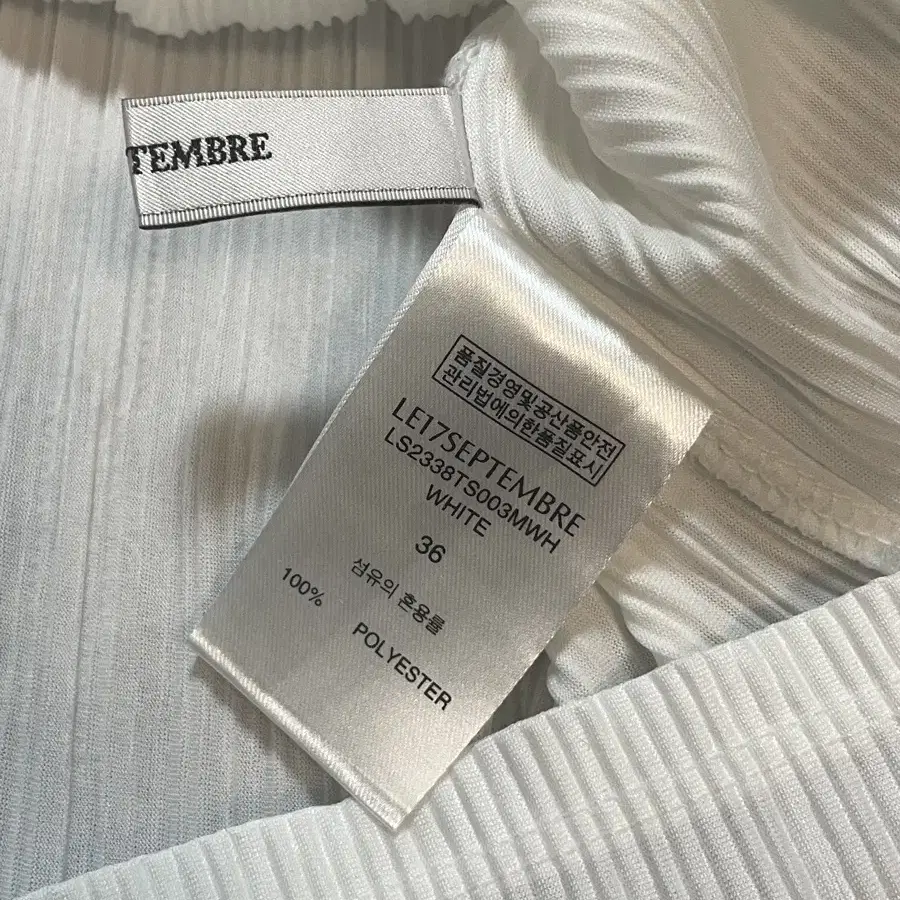 TEMBRE
품질경영및공산품안전
관리법에의한품질표시
LE17SEPTEMBRE
LS2338TS003MWH
WHITE
36
섬유의 혼용률
100% POLYESTER